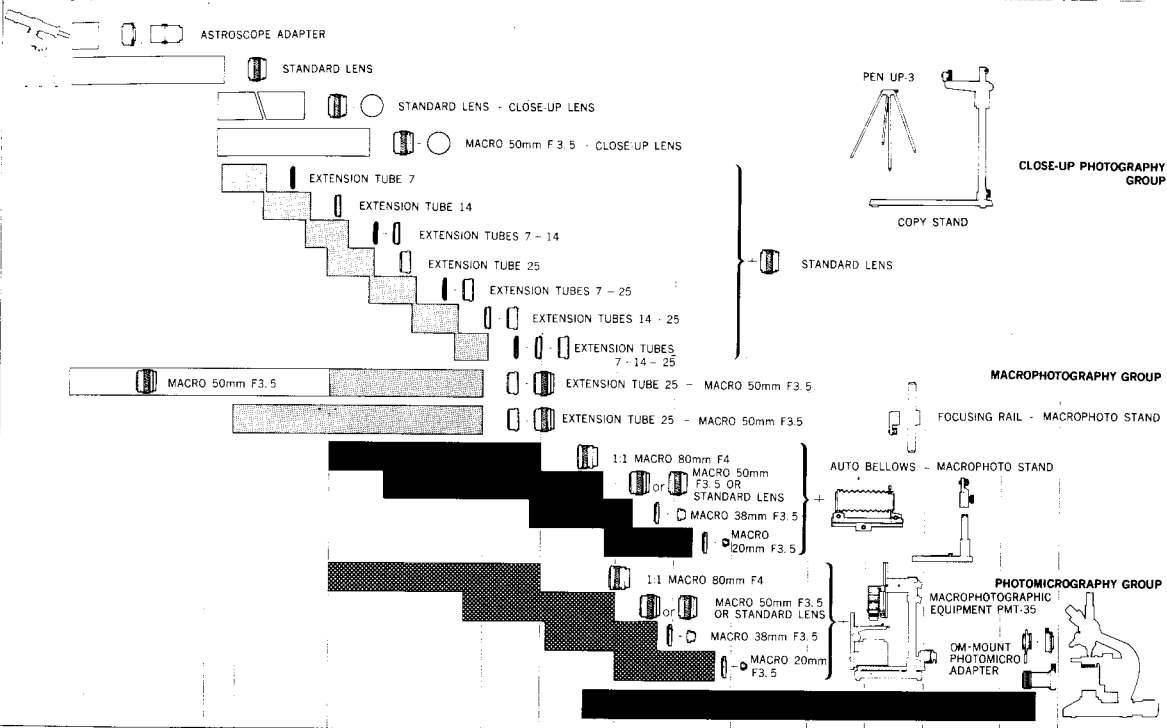 ASTROSCOPE ADAPTER
STANDARD LENS
STANDARD LENS - CLOSE-UP LENS
MACRO 50mm F 3.5 - CLOSE-UP LENS
EXTENSION TUBE 7
EXTENSION TUBE 14
EXTENSION TUBES 7 - 14
EXTENSION TUBE 25
EXTENSION TUBES 7 - 25
EXTENSION TUBES 14 - 25
EXTENSION TUBES
7 - 14 - 25
STANDARD LENS
PEN UP-3
COPY STAND
CLOSE-UP PHOTOGRAPHY
GROUP
MACRO 50mm F3.5
EXTENSION TUBE 25 - MACRO 50mm F3.5
EXTENSION TUBE 25 - MACRO 50mm F3.5
MACROPHOTOGRAPHY GROUP
FOCUSING RAIL - MACROPHOTO STAND
1:1 MACRO 80mm F4
or
MACRO 50mm
F3.5 OR
STANDARD LENS
MACRO 38mm F3.5
MACRO
20mm F3.5
AUTO BELLOWS - MACROPHOTO STAND
1:1 MACRO 80mm F4
or
MACRO 50mm F3.5
OR STANDARD LENS
MACRO 38mm F3.5
MACRO 20mm
F3.5
PHOTOMICROGRAPHY GROUP
MACROPHOTOGRAPHIC
EQUIPMENT PMT-35
OM-MOUNT
PHOTOMICRO
ADAPTER